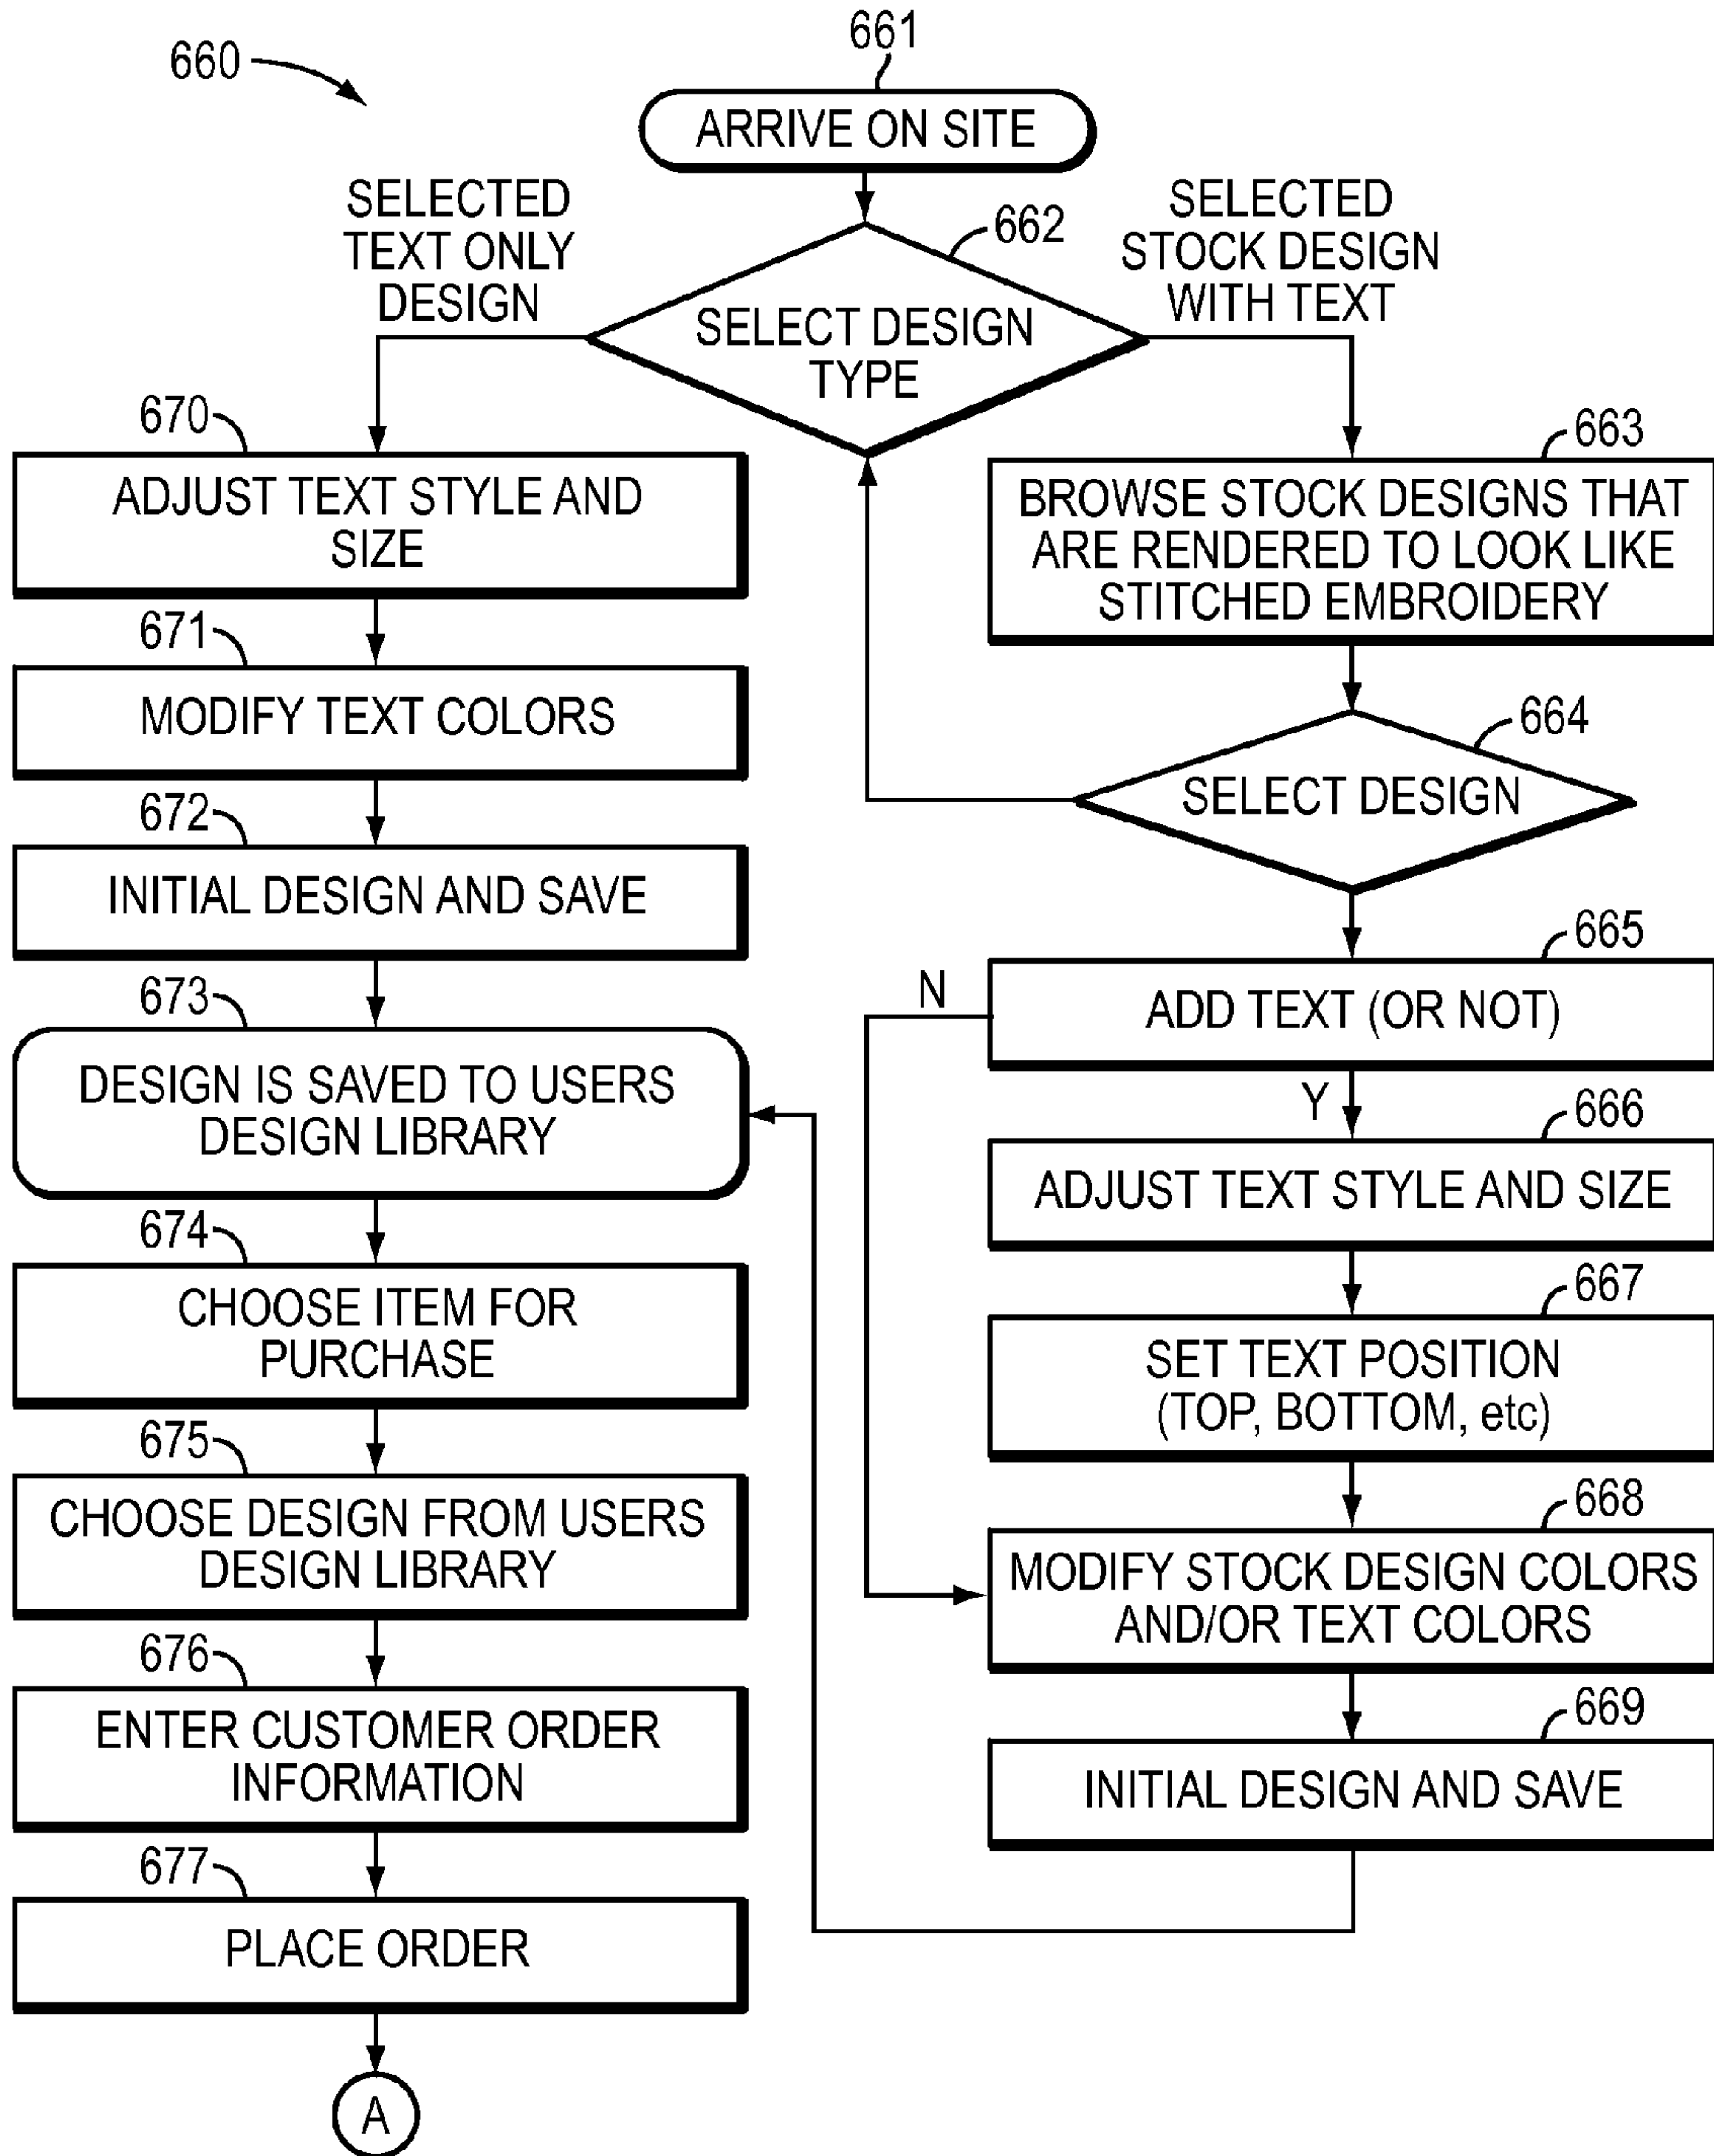 660
661
ARRIVE ON SITE
SELECTED
TEXT ONLY
DESIGN
662
SELECT DESIGN
TYPE
SELECTED
STOCK DESIGN
WITH TEXT
663
BROWSE STOCK DESIGNS THAT
ARE RENDERED TO LOOK LIKE
STITCHED EMBROIDERY
664
SELECT DESIGN
665
ADD TEXT (OR NOT)
N
Y
666
ADJUST TEXT STYLE AND SIZE
667
SET TEXT POSITION
(TOP, BOTTOM, etc)
668
MODIFY STOCK DESIGN COLORS
AND/OR TEXT COLORS
669
INITIAL DESIGN AND SAVE
670
ADJUST TEXT STYLE AND
SIZE
671
MODIFY TEXT COLORS
672
INITIAL DESIGN AND SAVE
673
DESIGN IS SAVED TO USERS
DESIGN LIBRARY
674
CHOOSE ITEM FOR
PURCHASE
675
CHOOSE DESIGN FROM USERS
DESIGN LIBRARY
676
ENTER CUSTOMER ORDER
INFORMATION
677
PLACE ORDER
A